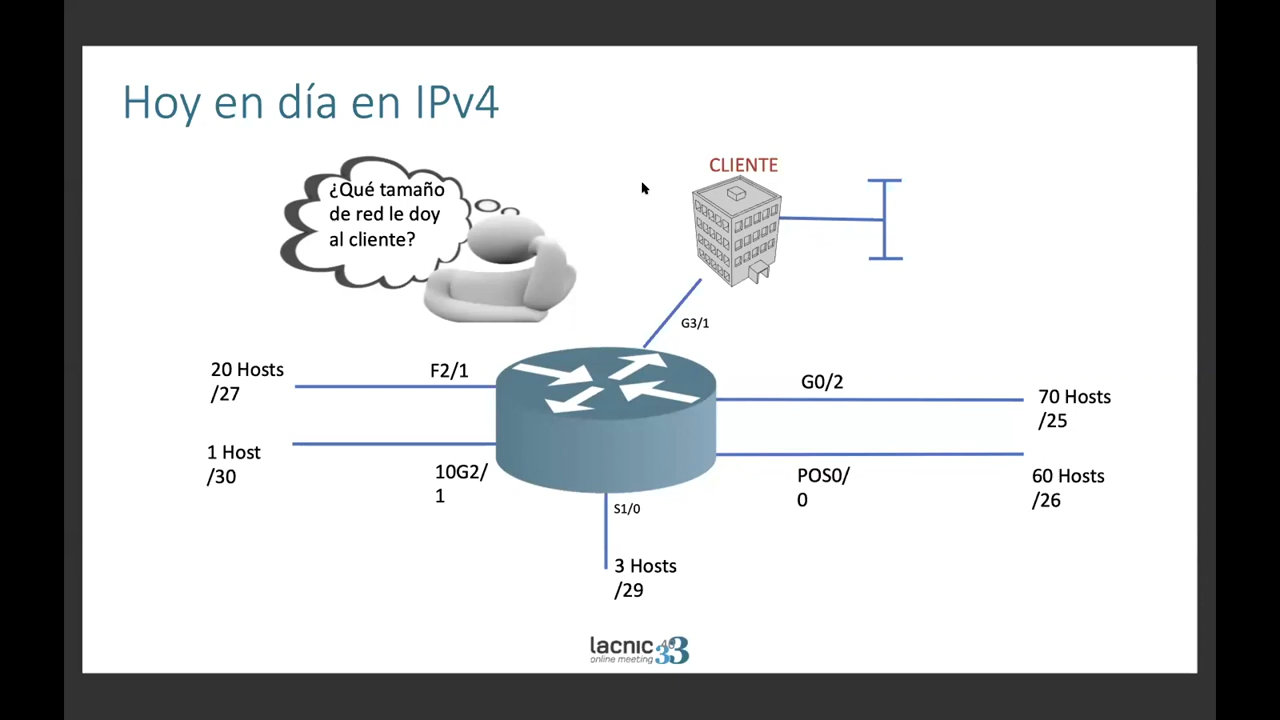 Hoy en día en IPv4
¿Qué tamaño
de red le doy
al cliente?
CLIENTE
G3/1
20 Hosts
/27
F2/1
G0/2
70 Hosts
/25
1 Host
/30
10G2/
1
POS0/
0
60 Hosts
/26
S1/0
3 Hosts
/29
lacnic 33
online meeting